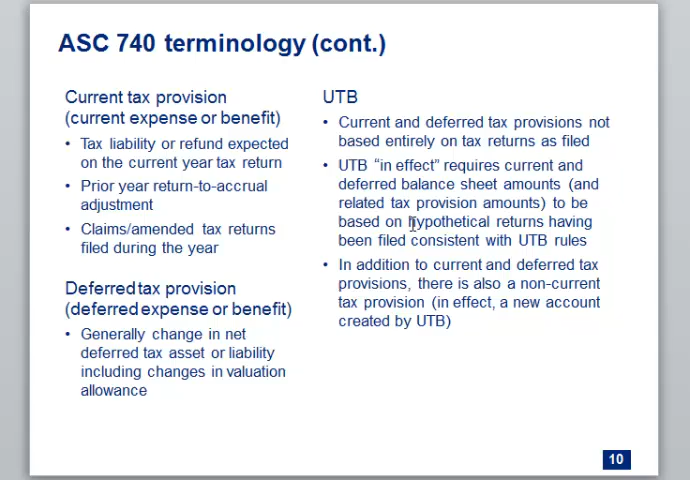 ASC 740 terminology (cont.)
Current tax provision
(current expense or benefit)
• Tax liability or refund expected
on the current year tax return
• Prior year return-to-accrual
adjustment
• Claims/amended tax returns
filed during the year
Deferred tax provision
(deferred expense or benefit)
• Generally change in net
deferred tax asset or liability
including changes in valuation
allowance
UTB
• Current and deferred tax provisions not
based entirely on tax returns as filed
• UTB “in effect” requires current and
deferred balance sheet amounts (and
related tax provision amounts) to be
based on hypothetical returns having
been filed consistent with UTB rules
• In addition to current and deferred tax
provisions, there is also a non-current
tax provision (in effect, a new account
created by UTB)
10